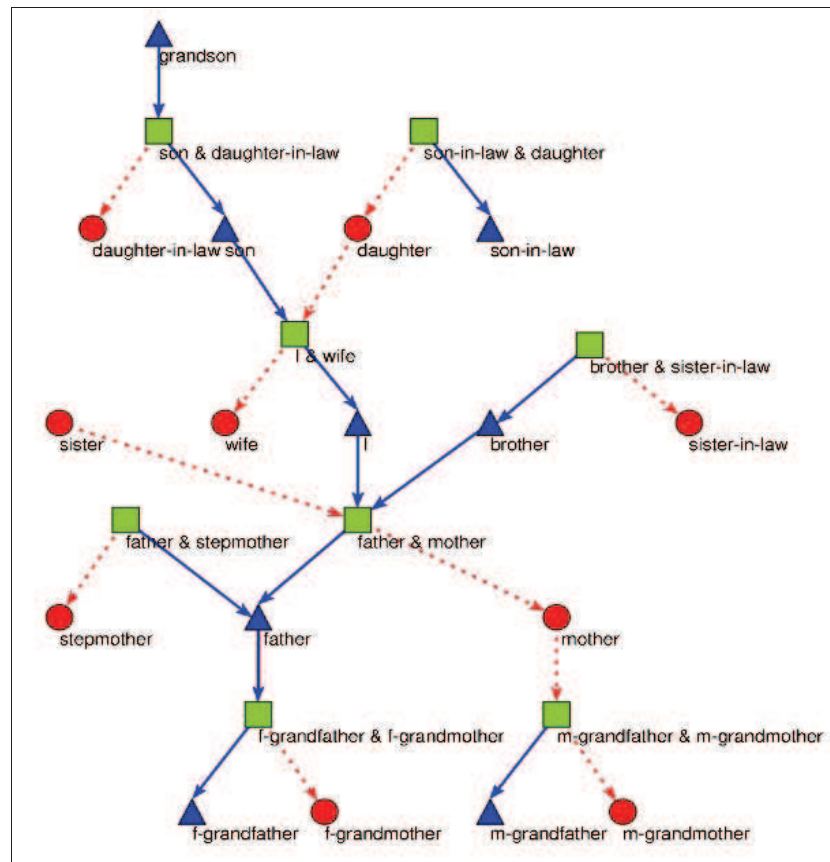 grandson
son & daughter-in-law
son-in-law & daughter
daughter-in-law
son
daughter
son-in-law
I & wife
brother & sister-in-law
sister
wife
I
brother
sister-in-law
father & stepmother
father & mother
stepmother
father
mother
f-grandfather & f-grandmother
m-grandfather & m-grandmother
f-grandfather
f-grandmother
m-grandfather
m-grandmother